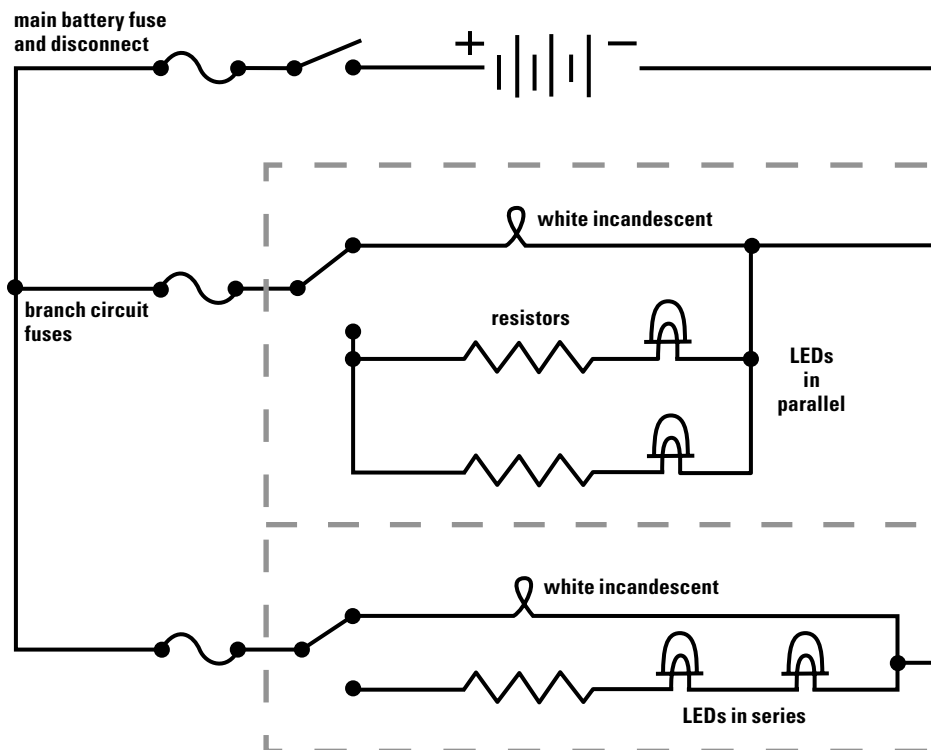 main battery fuse
and disconnect
+
−
white incandescent
branch circuit
fuses
resistors
LEDs
in
parallel
white incandescent
LEDs in series